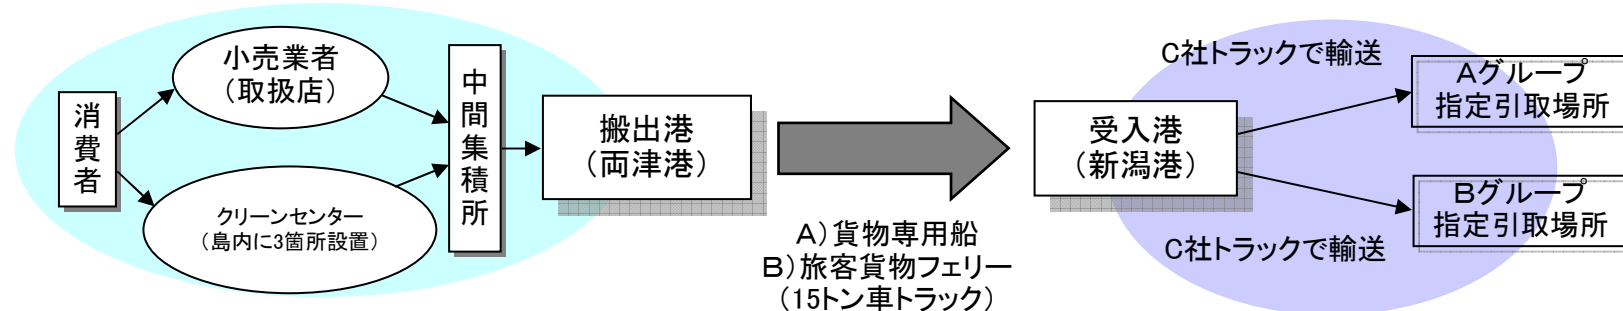 消
費
者
小売業者
（取扱店）
クリーンセンター
（島内に3箇所設置）
中
間
集
積
所
搬出港
（両津港）
A）貨物専用船
B）旅客貨物フェリー
（15トン車トラック）
受入港
（新潟港）
C社トラックで輸送
C社トラックで輸送
Aグループ
指定引取場所
Bグループ
指定引取場所